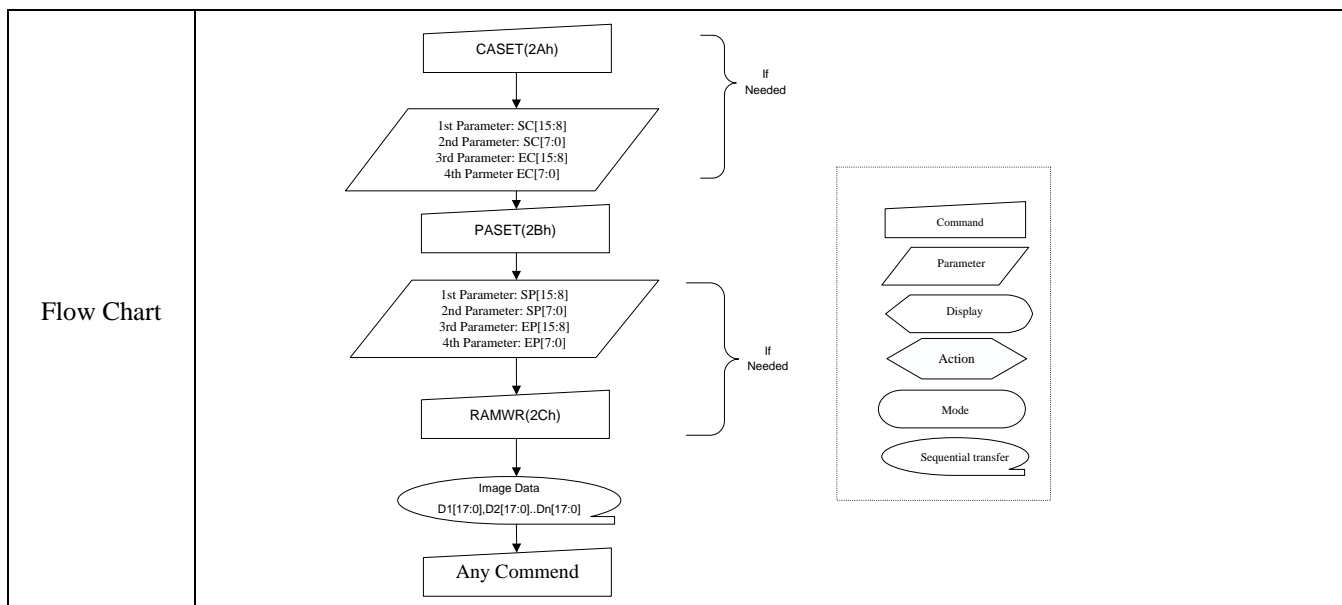 Flow Chart
CASET(2Ah)
If
Needed
1st Parameter: SC[15:8]
2nd Parameter: SC[7:0]
3rd Parameter: EC[15:8]
4th Parmeter EC[7:0]
PASET(2Bh)
1st Parameter: SP[15:8]
2nd Parameter: SP[7:0]
3rd Parameter: EP[15:8]
4th Parameter: EP[7:0]
If
Needed
RAMWR(2Ch)
Image Data
D1[17:0],D2[17:0]..Dn[17:0]
Any Commend
Command
Parameter
Display
Action
Mode
Sequential transfer